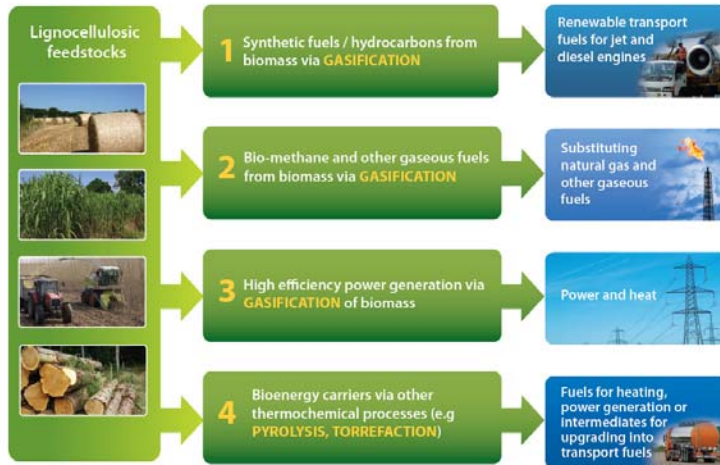 Lignocellulosic
feedstocks
1 Synthetic fuels / hydrocarbons from
biomass via GASIFICATION
Renewable transport
fuels for jet and
diesel engines
2 Bio-methane and other gaseous fuels
from biomass via GASIFICATION
Substituting
natural gas and
other gaseous
fuels
3 High efficiency power generation via
GASIFICATION of biomass
Power and heat
4 Bioenergy carriers via other
thermochemical processes (e.g
PYROLYSIS, TORREFACTION)
Fuels for heating,
power generation or
intermediates for
upgrading into
transport fuels